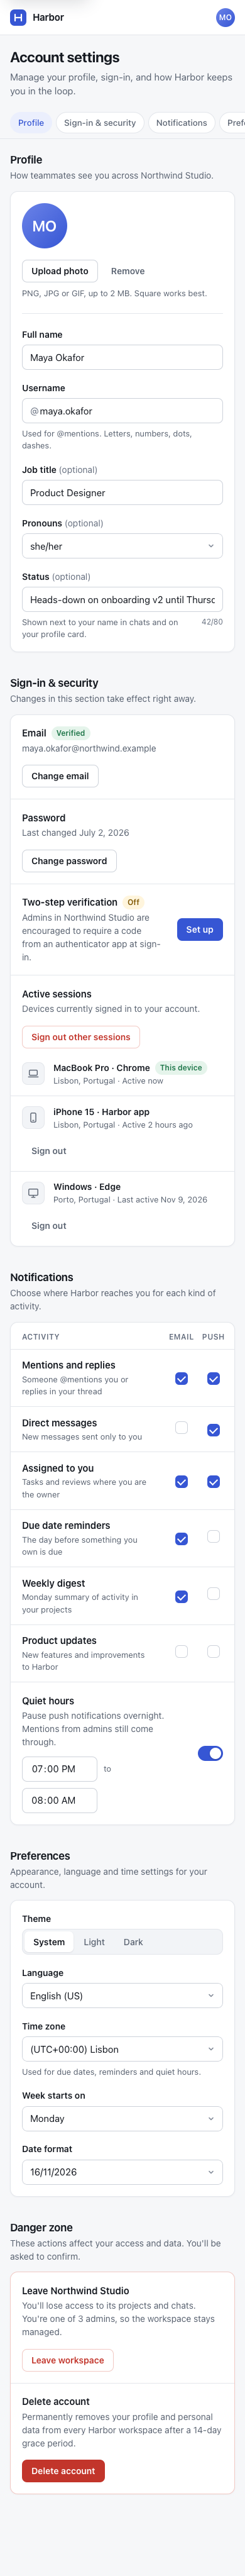 Harbor
MO
Account settings
Manage your profile, sign-in, and how Harbor keeps
you in the loop.
Profile
Sign-in & security
Notifications
Pref
Profile
How teammates see you across Northwind Studio.
MO
Upload photo
Remove
PNG, JPG or GIF, up to 2 MB. Square works best.
Full name
Maya Okafor
Username
@maya.okafor
Used for @mentions. Letters, numbers, dots,
dashes.
Job title (optional)
Product Designer
Pronouns (optional)
she/her
Status (optional)
Heads-down on onboarding v2 until Thursc
Shown next to your name in chats and on
your profile card.
42/80
Sign-in & security
Changes in this section take effect right away.
Email Verified
maya.okafor@northwind.example
Change email
Password
Last changed July 2, 2026
Change password
Two-step verification Off
Admins in Northwind Studio are
encouraged to require a code
from an authenticator app at sign-
in.
Set up
Active sessions
Devices currently signed in to your account.
Sign out other sessions
MacBook Pro · Chrome This device
Lisbon, Portugal · Active now
iPhone 15 · Harbor app
Lisbon, Portugal · Active 2 hours ago
Sign out
Windows · Edge
Porto, Portugal · Last active Nov 9, 2026
Sign out
Notifications
Choose where Harbor reaches you for each kind of
activity.
ACTIVITY EMAIL PUSH
Mentions and replies
Someone @mentions you or
replies in your thread
Direct messages
New messages sent only to you
Assigned to you
Tasks and reviews where you are
the owner
Due date reminders
The day before something you
own is due
Weekly digest
Monday summary of activity in
your projects
Product updates
New features and improvements
to Harbor
Quiet hours
Pause push notifications overnight.
Mentions from admins still come
through.
07:00 PM to
08:00 AM
Preferences
Appearance, language and time settings for your
account.
Theme
System Light Dark
Language
English (US)
Time zone
(UTC+00:00) Lisbon
Used for due dates, reminders and quiet hours.
Week starts on
Monday
Date format
16/11/2026
Danger zone
These actions affect your access and data. You'll be
asked to confirm.
Leave Northwind Studio
You'll lose access to its projects and chats.
You're one of 3 admins, so the workspace stays
managed.
Leave workspace
Delete account
Permanently removes your profile and personal
data from every Harbor workspace after a 14-day
grace period.
Delete account